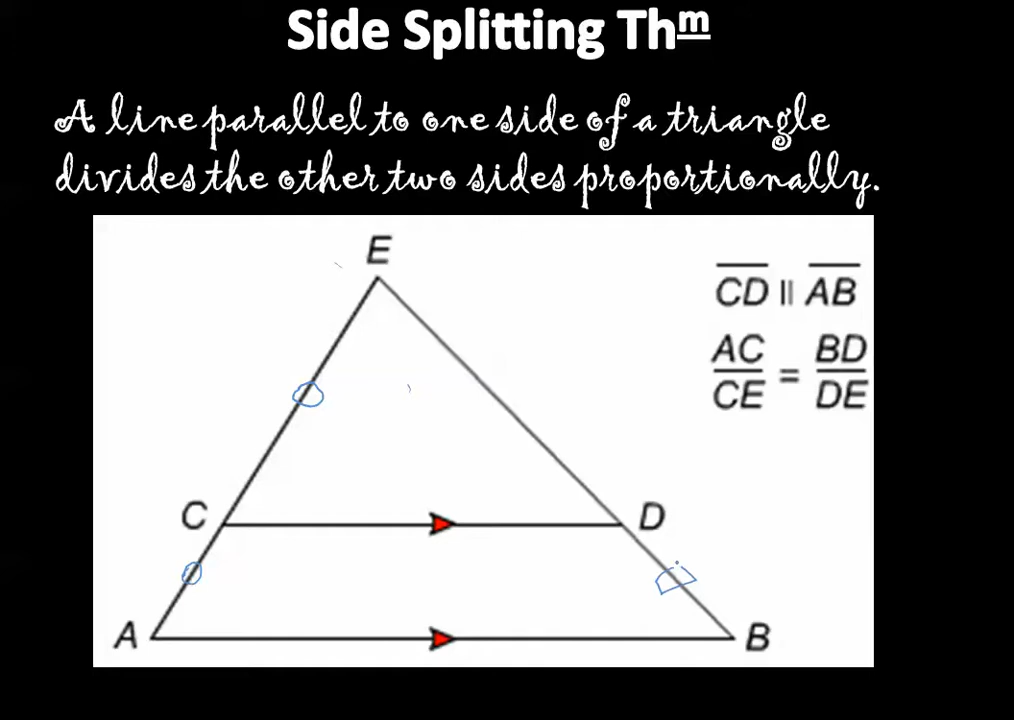 Side Splitting Thm
A line parallel to one side of a triangle
divides the other two sides proportionally.
E
CD || AB
AC/CE = BD/DE
C
D
A
B